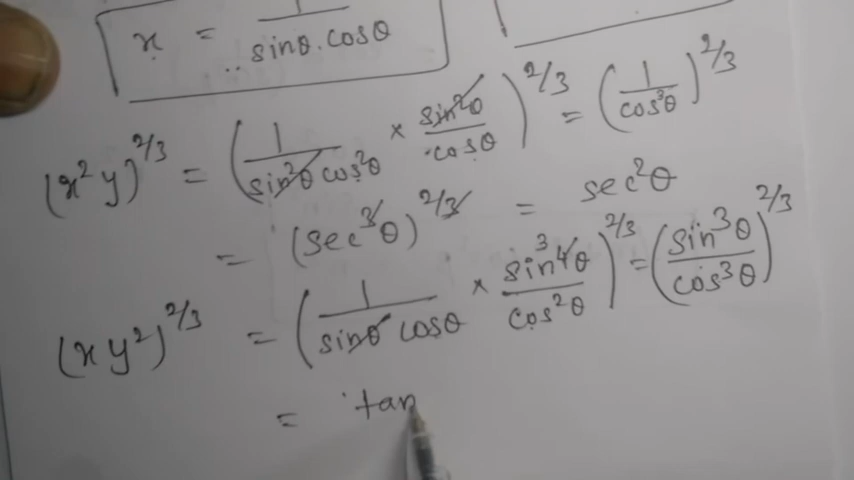 x = 1/(sinθ.cosθ)
(x²y)^2/3 = (1/(sin²θ cos²θ) × sin²θ/cosθ)^2/3 = (1/cos³θ)^2/3
= (sec³θ)^2/3 = sec²θ
(xy²)^2/3 = (1/(sinθ cosθ) × sin³4θ/cos²θ)^2/3 = (sin³θ/cos³θ)^2/3
= tan